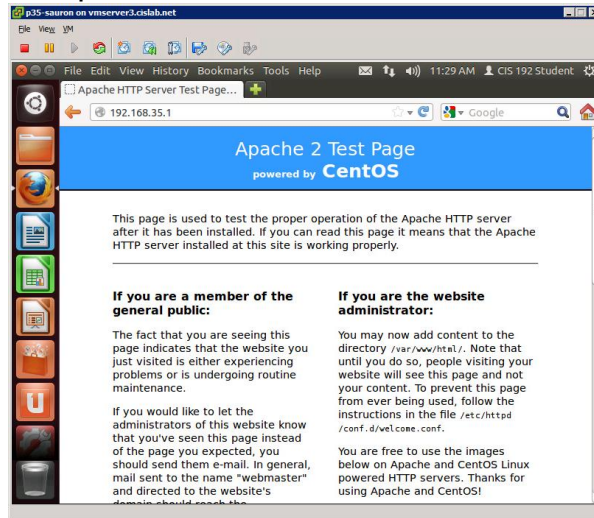 p35-sauron on vmserver3.cislab.net
File View VM
File Edit View History Bookmarks Tools Help 11:29 AM CIS 192 Student
Apache HTTP Server Test Page...
192.168.35.1 Google
Apache 2 Test Page
powered by CentOS
This page is used to test the proper operation of the Apache HTTP server
after it has been installed. If you can read this page it means that the Apache
HTTP server installed at this site is working properly.
If you are a member of the
general public:
The fact that you are seeing this
page indicates that the website you
just visited is either experiencing
problems or is undergoing routine
maintenance.
If you would like to let the
administrators of this website know
that you've seen this page instead
of the page you expected, you
should send them e-mail. In general,
mail sent to the name "webmaster"
and directed to the website's
domain should reach the
If you are the website
administrator:
You may now add content to the
directory /var/www/html/. Note that
until you do so, people visiting your
website will see this page and not
your content. To prevent this page
from ever being used, follow the
instructions in the file /etc/httpd
/conf.d/welcome.conf.
You are free to use the images
below on Apache and CentOS Linux
powered HTTP servers. Thanks for
using Apache and CentOS!